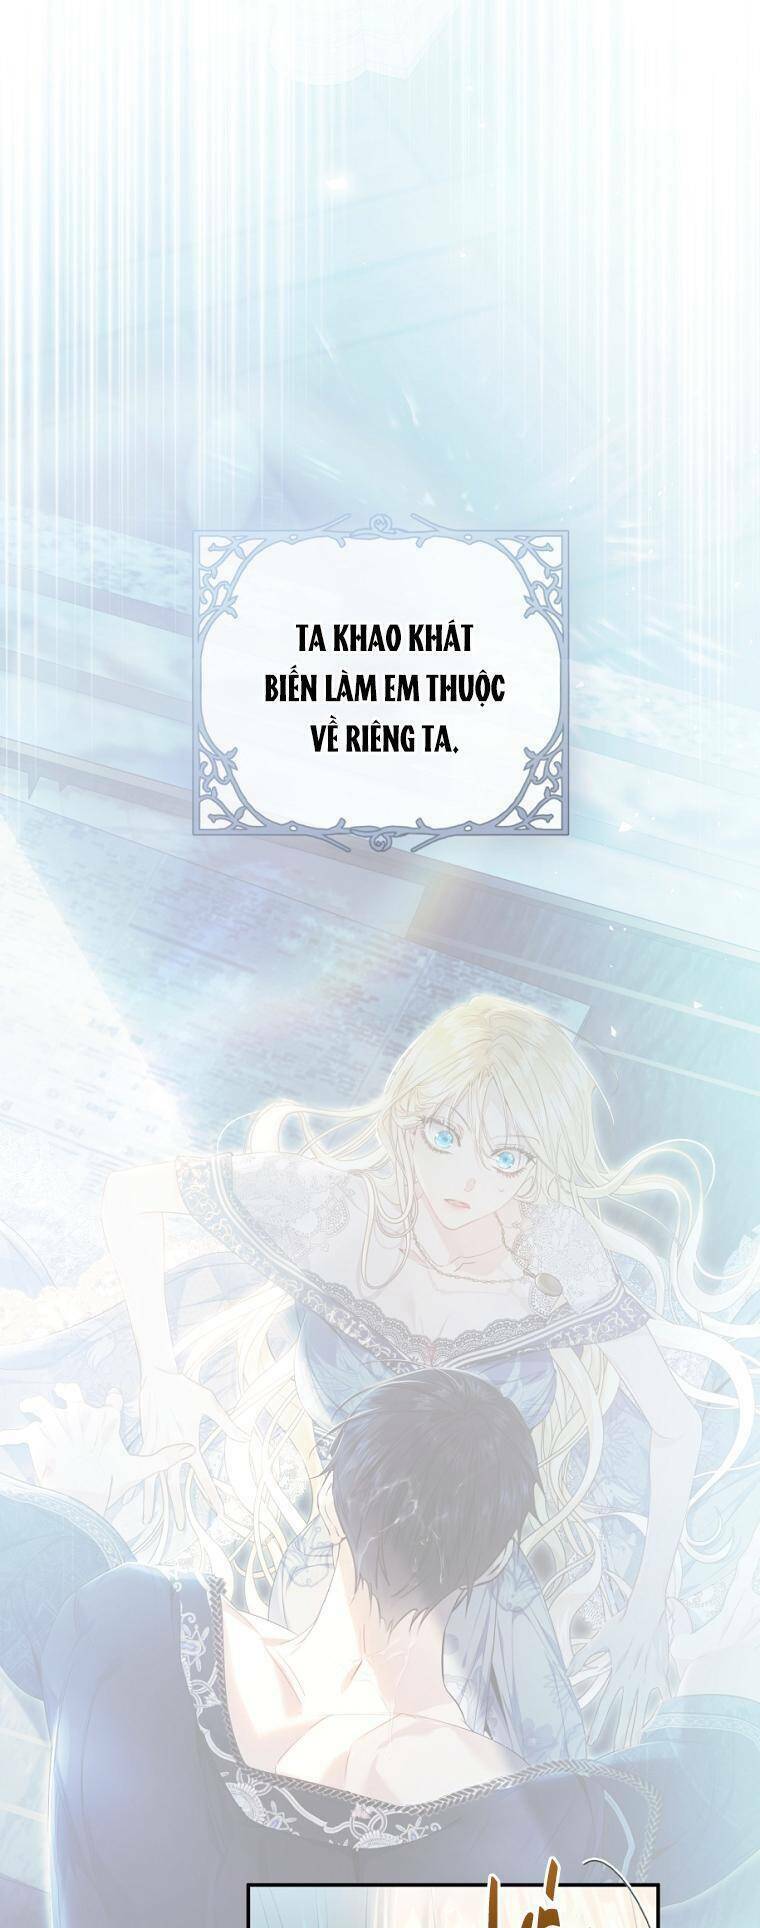 TA KHAO KHÁT
BIẾN LÀM EM THUỘC
VỀ RIÊNG TA.